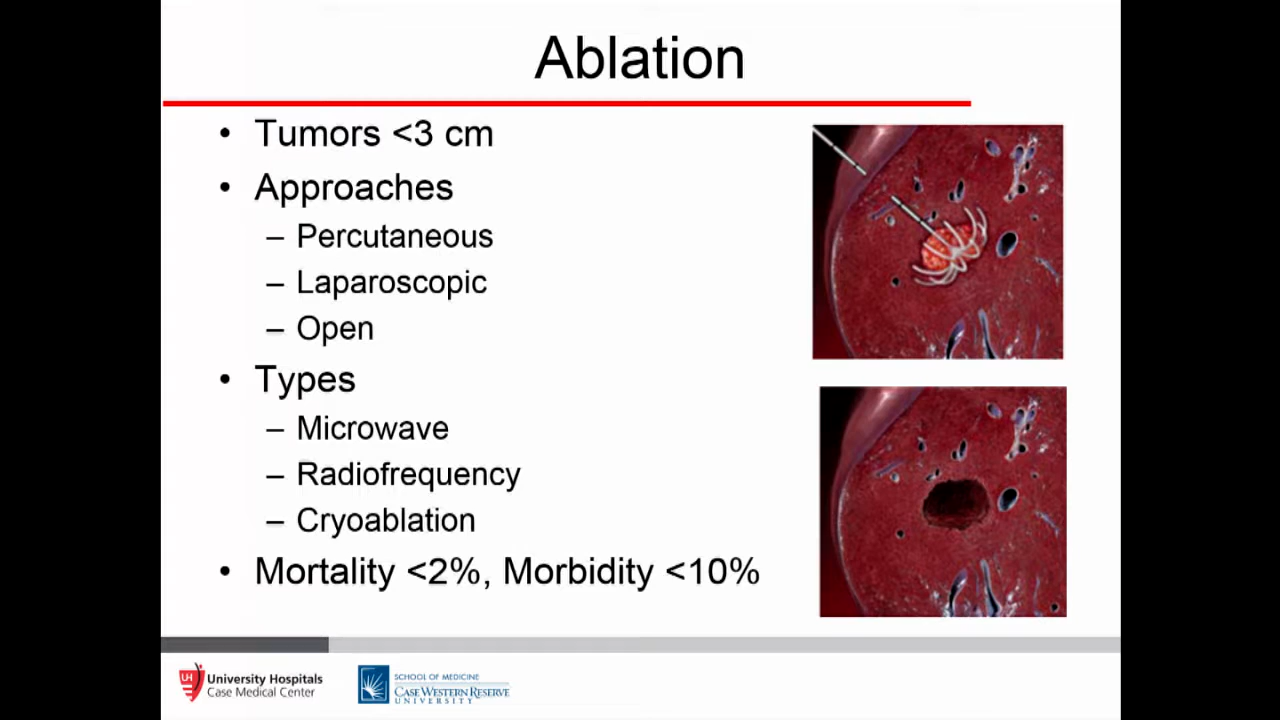 Ablation
• Tumors <3 cm
• Approaches
– Percutaneous
– Laparoscopic
– Open
• Types
– Microwave
– Radiofrequency
– Cryoablation
• Mortality <2%, Morbidity <10%
UH
University Hospitals
Case Medical Center
SCHOOL OF MEDICINE
CASE WESTERN RESERVE
UNIVERSITY